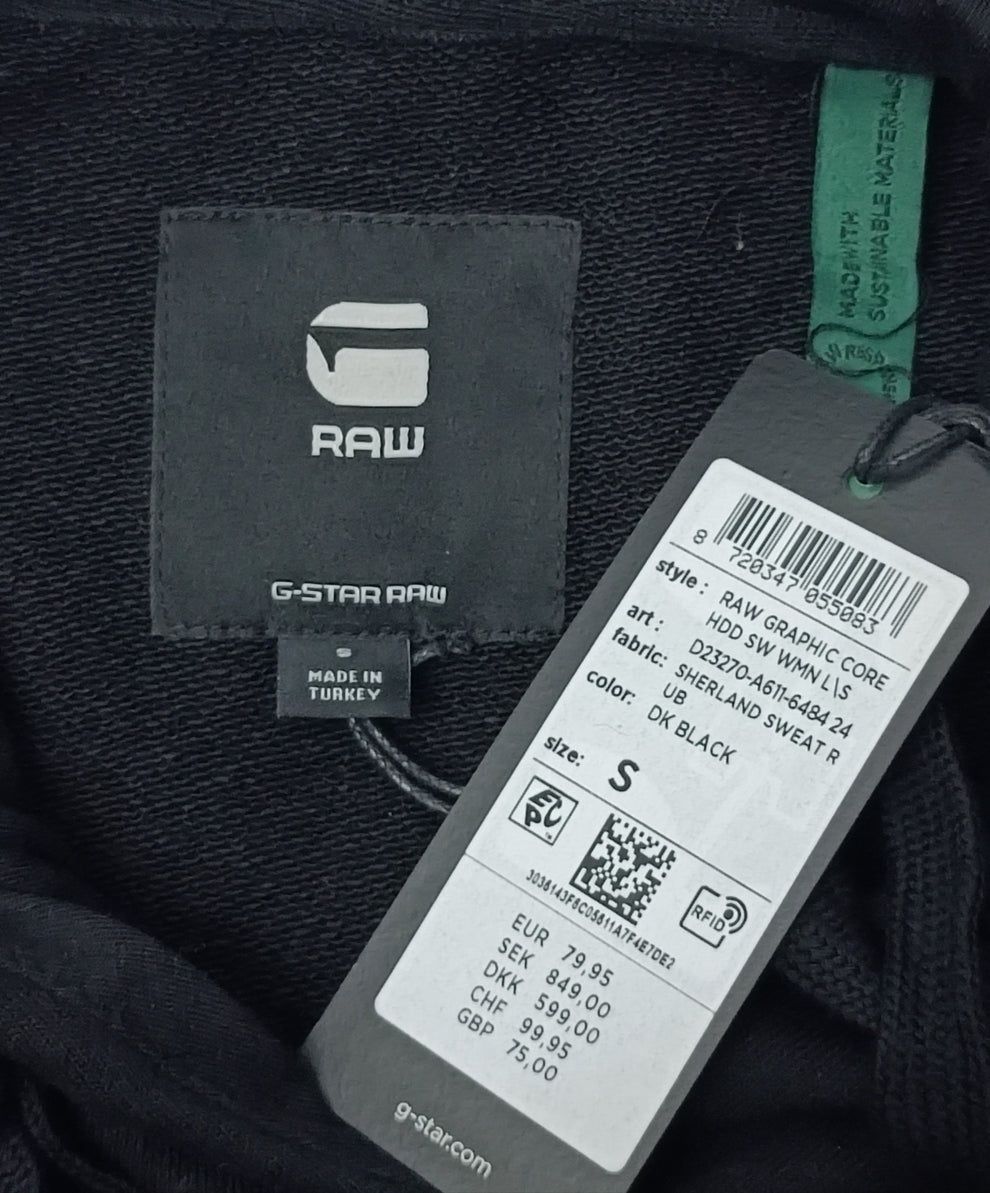 MADE WITH
SUSTAINABLE MATERIALS
RAW
G-STAR RAW
S
MADE IN
TURKEY
8 720347 055083
style: RAW GRAPHIC CORE
HDD SW WMN L\S
art: D23270-A611-6484 24
fabric: SHERLAND SWEAT R
UB
color: DK BLACK
size: S
EPC
RFID
3036143F6C05811A7F4E7DE2
EUR 79,95
SEK 849,00
DKK 599,00
CHF 99,95
GBP 75,00
g-star.com